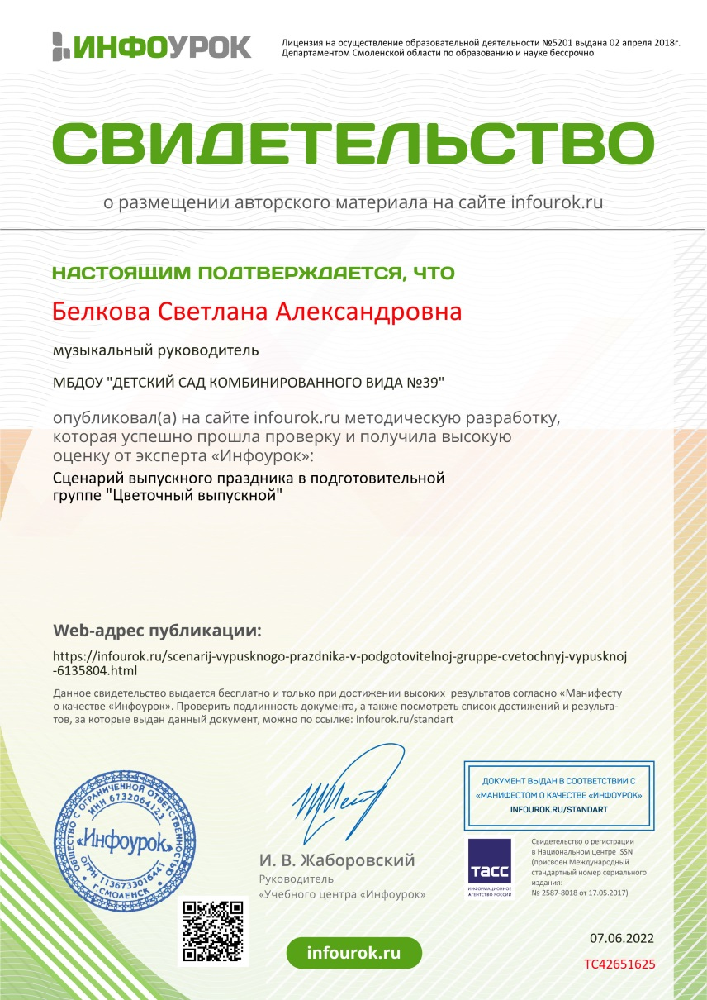 ИНФОУРОК
Лицензия на осуществление образовательной деятельности №5201 выдана 02 апреля 2018г.
Департаментом Смоленской области по образованию и науке бессрочно
СВИДЕТЕЛЬСТВО
о размещении авторского материала на сайте infourok.ru
НАСТОЯЩИМ ПОДТВЕРЖДАЕТСЯ, ЧТО
Белкова Светлана Александровна
музыкальный руководитель
МБДОУ "ДЕТСКИЙ САД КОМБИНИРОВАННОГО ВИДА №39"
опубликовал(а) на сайте infourok.ru методическую разработку,
которая успешно прошла проверку и получила высокую
оценку от эксперта «Инфоурок»:
Сценарий выпускного праздника в подготовительной
группе "Цветочный выпускной"
Web-адрес публикации:
https://infourok.ru/scenarij-vypusknogo-prazdnika-v-podgotovitelnoj-gruppe-cvetochnyj-vypusknoj
-6135804.html
Данное свидетельство выдается бесплатно и только при достижении высоких результатов согласно «Манифесту
о качестве «Инфоурок». Проверить подлинность документа, а также посмотреть список достижений и результа-
тов, за которые выдан данный документ, можно по ссылке: infourok.ru/standart
ОБЩЕСТВО С ОГРАНИЧЕННОЙ ОТВЕТСТВЕННОСТЬЮ
ИНН 6732064123
«Инфоурок»
ОГРН 1136733016441
Г.СМОЛЕНСК
И. В. Жаборовский
Руководитель
«Учебного центра «Инфоурок»
ДОКУМЕНТ ВЫДАН В СООТВЕТСТВИИ С
«МАНИФЕСТОМ О КАЧЕСТВЕ «ИНФОУРОК»
INFOUROK.RU/STANDART
ТАСС
ИНФОРМАЦИОННОЕ
АГЕНТСТВО РОССИИ
Свидетельство о регистрации
в Национальном центре ISSN
(присвоен Международный
стандартный номер сериального
издания:
№ 2587-8018 от 17.05.2017)
infourok.ru
07.06.2022
ТС42651625